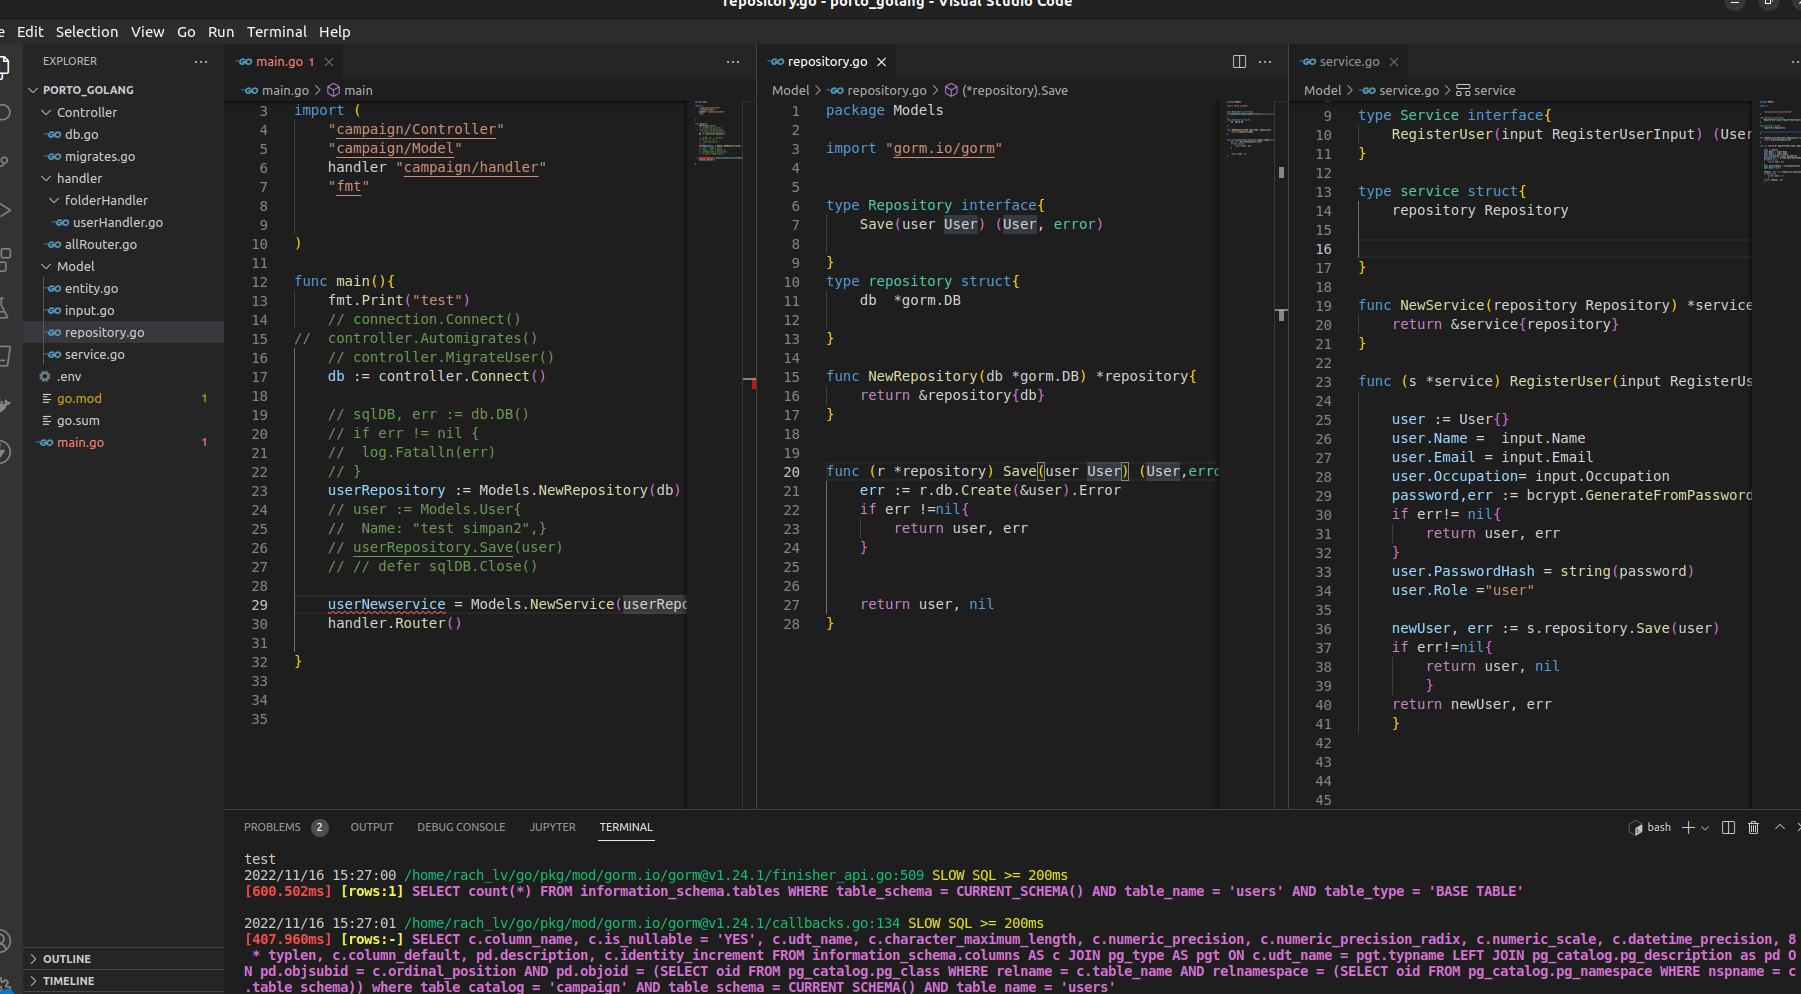 repository.go - porto_golang - Visual Studio Code
Edit Selection View Go Run Terminal Help
EXPLORER
PORTO_GOLANG
Controller
db.go
migrates.go
handler
folderHandler
userHandler.go
allRouter.go
Model
entity.go
input.go
repository.go
service.go
.env
go.mod 1
go.sum
main.go 1
OUTLINE
TIMELINE
main.go 1
main.go > main
3 import (
4 "campaign/Controller"
5 "campaign/Model"
6 handler "campaign/handler"
7 "fmt"
8
9
10 )
11
12 func main(){
13 fmt.Print("test")
14 // connection.Connect()
15 // controller.Automigrates()
16 // controller.MigrateUser()
17 db := controller.Connect()
18
19 // sqlDB, err := db.DB()
20 // if err != nil {
21 // log.Fatalln(err)
22 // }
23 userRepository := Models.NewRepository(db)
24 // user := Models.User{
25 // Name: "test simpan2",}
26 // userRepository.Save(user)
27 // // defer sqlDB.Close()
28
29 userNewservice = Models.NewService(userRepo
30 handler.Router()
31
32 }
33
34
35
repository.go
Model > repository.go > (*repository).Save
1 package Models
2
3 import "gorm.io/gorm"
4
5
6 type Repository interface{
7 Save(user User) (User, error)
8
9 }
10 type repository struct{
11 db *gorm.DB
12
13 }
14
15 func NewRepository(db *gorm.DB) *repository{
16 return &repository{db}
17 }
18
19
20 func (r *repository) Save(user User) (User,erro
21 err := r.db.Create(&user).Error
22 if err !=nil{
23 return user, err
24 }
25
26
27 return user, nil
28 }
service.go
Model > service.go > service
9 type Service interface{
10 RegisterUser(input RegisterUserInput) (User
11 }
12
13 type service struct{
14 repository Repository
15
16
17 }
18
19 func NewService(repository Repository) *service
20 return &service{repository}
21 }
22
23 func (s *service) RegisterUser(input RegisterUs
24
25 user := User{}
26 user.Name = input.Name
27 user.Email = input.Email
28 user.Occupation= input.Occupation
29 password,err := bcrypt.GenerateFromPassword
30 if err!= nil{
31 return user, err
32 }
33 user.PasswordHash = string(password)
34 user.Role ="user"
35
36 newUser, err := s.repository.Save(user)
37 if err!=nil{
38 return user, nil
39 }
40 return newUser, err
41 }
42
43
44
45
PROBLEMS 2 OUTPUT DEBUG CONSOLE JUPYTER TERMINAL
bash
test
2022/11/16 15:27:00 /home/rach_lv/go/pkg/mod/gorm.io/gorm@v1.24.1/finisher_api.go:509 SLOW SQL >= 200ms
[600.502ms] [rows:1] SELECT count(*) FROM information_schema.tables WHERE table_schema = CURRENT_SCHEMA() AND table_name = 'users' AND table_type = 'BASE TABLE'
2022/11/16 15:27:01 /home/rach_lv/go/pkg/mod/gorm.io/gorm@v1.24.1/callbacks.go:134 SLOW SQL >= 200ms
[407.960ms] [rows:-] SELECT c.column_name, c.is_nullable = 'YES', c.udt_name, c.character_maximum_length, c.numeric_precision, c.numeric_precision_radix, c.numeric_scale, c.datetime_precision, 8
* typlen, c.column_default, pd.description, c.identity_increment FROM information_schema.columns AS c JOIN pg_type AS pgt ON c.udt_name = pgt.typname LEFT JOIN pg_catalog.pg_description as pd O
N pd.objsubid = c.ordinal_position AND pd.objoid = (SELECT oid FROM pg_catalog.pg_class WHERE relname = c.table_name AND relnamespace = (SELECT oid FROM pg_catalog.pg_namespace WHERE nspname = c
.table_schema)) where table_catalog = 'campaign' AND table_schema = CURRENT_SCHEMA() AND table_name = 'users'